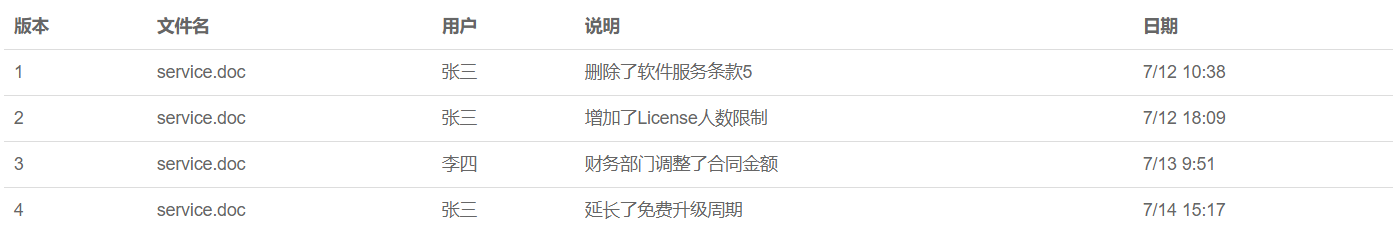 版本 文件名 用户 说明 日期
1 service.doc 张三 删除了软件服务条款5 7/12 10:38
2 service.doc 张三 增加了License人数限制 7/12 18:09
3 service.doc 李四 财务部门调整了合同金额 7/13 9:51
4 service.doc 张三 延长了免费升级周期 7/14 15:17